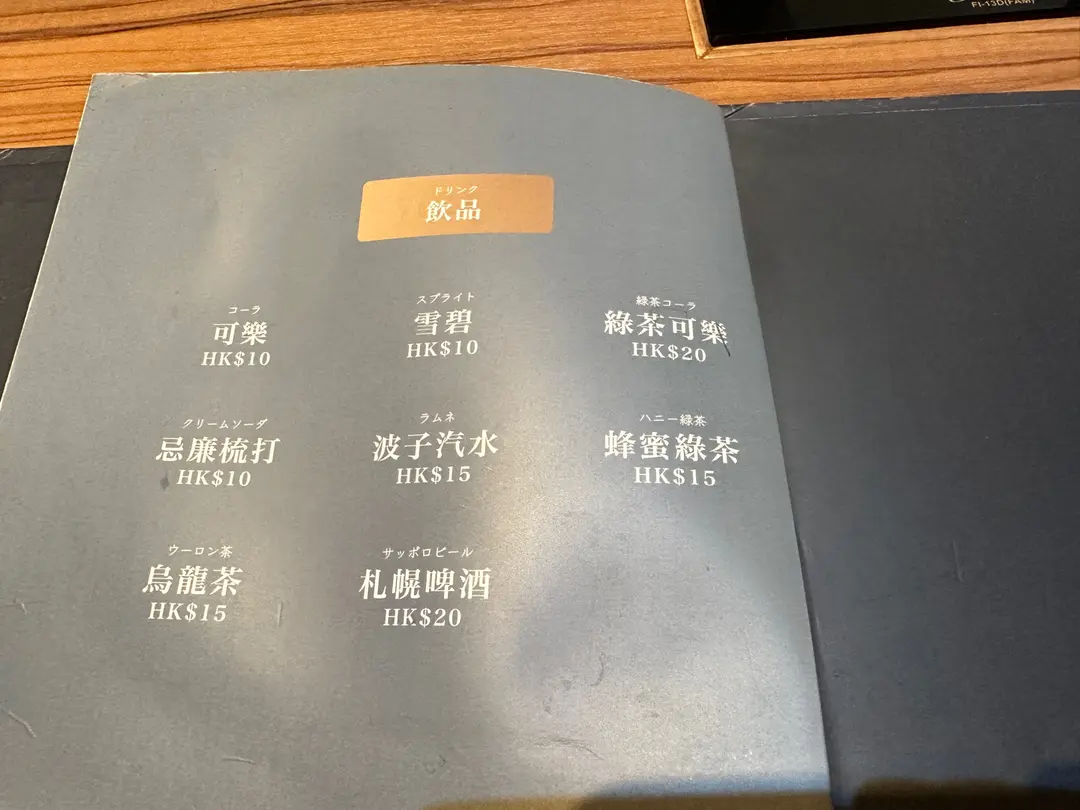 FI-13D(FAM)
ドリンク
飲品
コーラ
可樂
HK$10
スプライト
雪碧
HK$10
緑茶コーラ
綠茶可樂
HK$20
クリームソーダ
忌廉梳打
HK$10
ラムネ
波子汽水
HK$15
ハニー緑茶
蜂蜜綠茶
HK$15
ウーロン茶
烏龍茶
HK$15
サッポロビール
札幌啤酒
HK$20